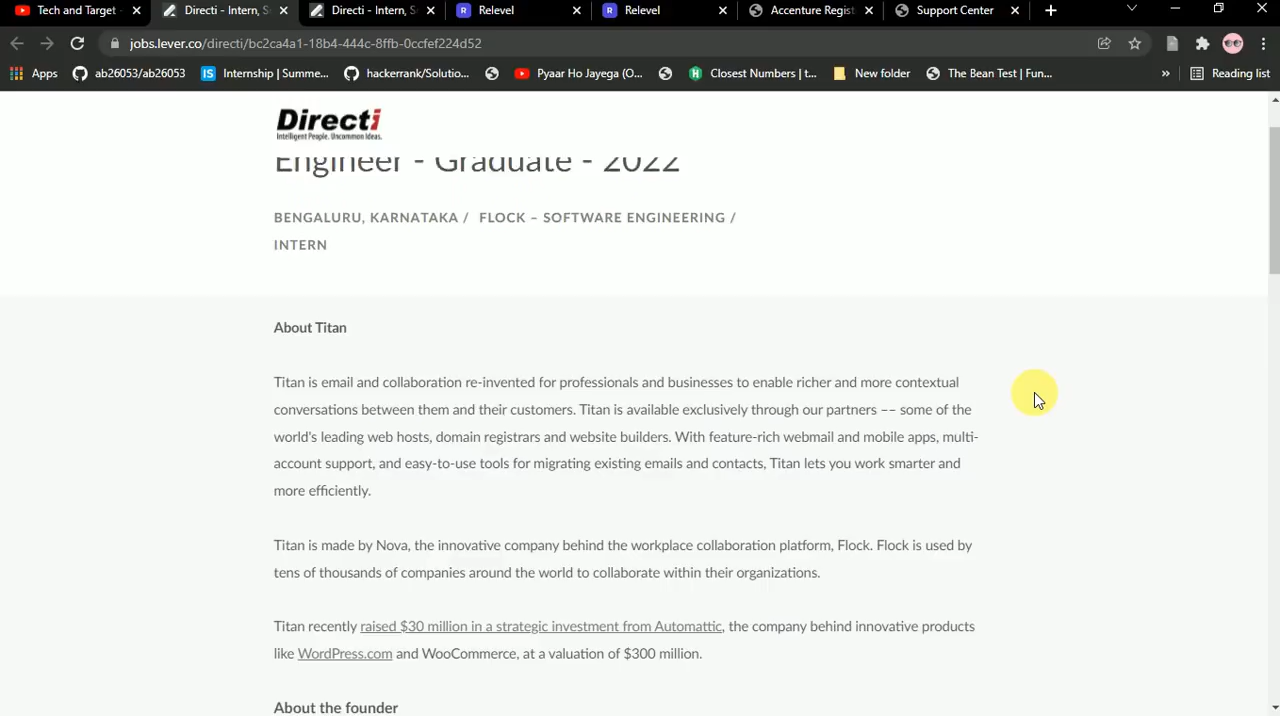 Tech and Target -
Directi - Intern, S
Directi - Intern, S
Relevel
Relevel
Accenture Regist
Support Center
jobs.lever.co/directi/bc2ca4a1-18b4-444c-8ffb-0ccfef224d52
Apps
ab26053/ab26053
Internship | Summe...
hackerrank/Solutio...
Pyaar Ho Jayega (O...
Closest Numbers | t...
New folder
The Bean Test | Fun...
»
Reading list
Directi
Intelligent People. Uncommon Ideas.
Engineer - Graduate - 2022
BENGALURU, KARNATAKA / FLOCK – SOFTWARE ENGINEERING /
INTERN
About Titan
Titan is email and collaboration re-invented for professionals and businesses to enable richer and more contextual
conversations between them and their customers. Titan is available exclusively through our partners –– some of the
world's leading web hosts, domain registrars and website builders. With feature-rich webmail and mobile apps, multi-
account support, and easy-to-use tools for migrating existing emails and contacts, Titan lets you work smarter and
more efficiently.
Titan is made by Nova, the innovative company behind the workplace collaboration platform, Flock. Flock is used by
tens of thousands of companies around the world to collaborate within their organizations.
Titan recently raised $30 million in a strategic investment from Automattic, the company behind innovative products
like WordPress.com and WooCommerce, at a valuation of $300 million.
About the founder